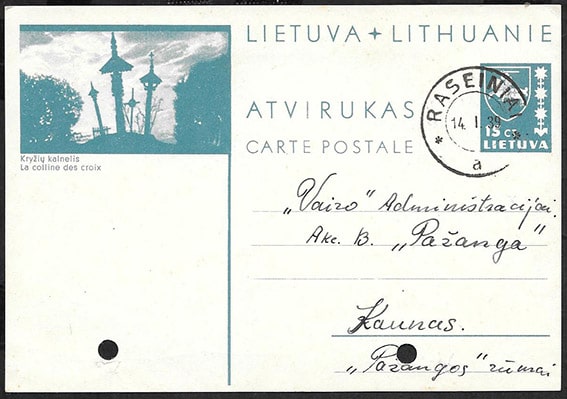 LIETUVA + LITHUANIE
Kryžių kalnelis
La colline des croix
ATVIRUKAS
CARTE POSTALE
RASEINIAI
14. I. 39
a
15 CT.
LIETUVA
„Vairo" Administracijai.
Akc. B. „Pažanga"
Kaunas.
„Pažangos" rūmai